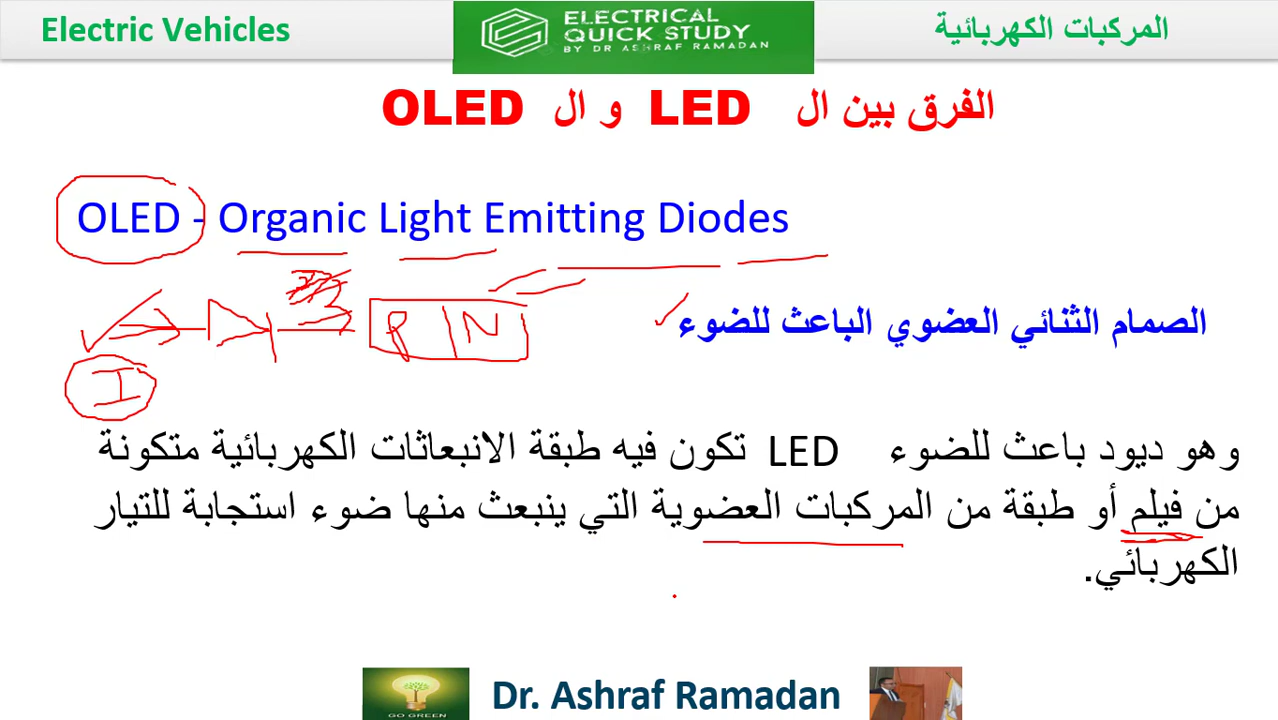 Electric Vehicles
ELECTRICAL
QUICK STUDY
BY DR ASHRAF RAMADAN
المركبات الكهربائية
الفرق بين ال LED و ال OLED
OLED - Organic Light Emitting Diodes
P N
الصمام الثنائي العضوي الباعث للضوء
I
وهو ديود باعث للضوء LED تكون فيه طبقة الانبعاثات الكهربائية متكونة
من فيلم أو طبقة من المركبات العضوية التي ينبعث منها ضوء استجابة للتيار
الكهربائي.
GO GREEN
Dr. Ashraf Ramadan